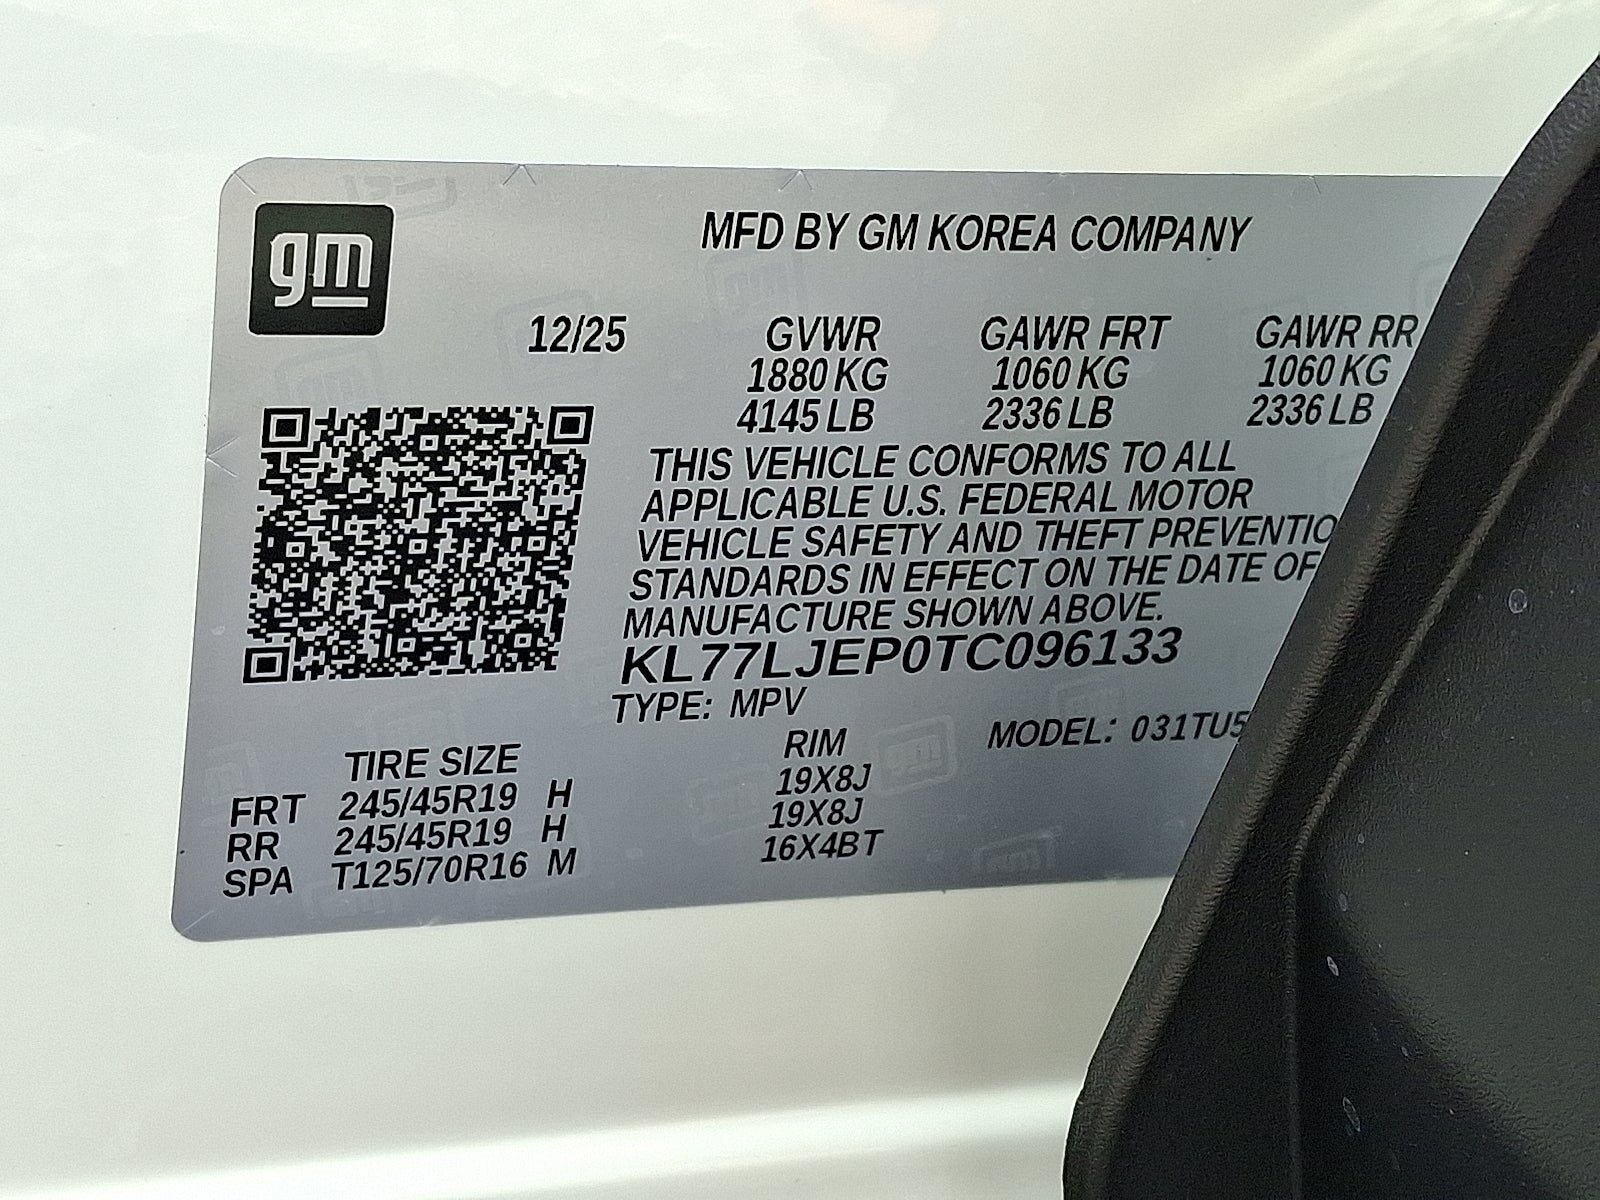 gm
MFD BY GM KOREA COMPANY
12/25 GVWR GAWR FRT GAWR RR
1880 KG 1060 KG 1060 KG
4145 LB 2336 LB 2336 LB
THIS VEHICLE CONFORMS TO ALL
APPLICABLE U.S. FEDERAL MOTOR
VEHICLE SAFETY AND THEFT PREVENTIO
STANDARDS IN EFFECT ON THE DATE OF
MANUFACTURE SHOWN ABOVE.
KL77LJEP0TC096133
TYPE: MPV
MODEL: 031TU5
TIRE SIZE RIM
FRT 245/45R19 H 19X8J
RR 245/45R19 H 19X8J
SPA T125/70R16 M 16X4BT